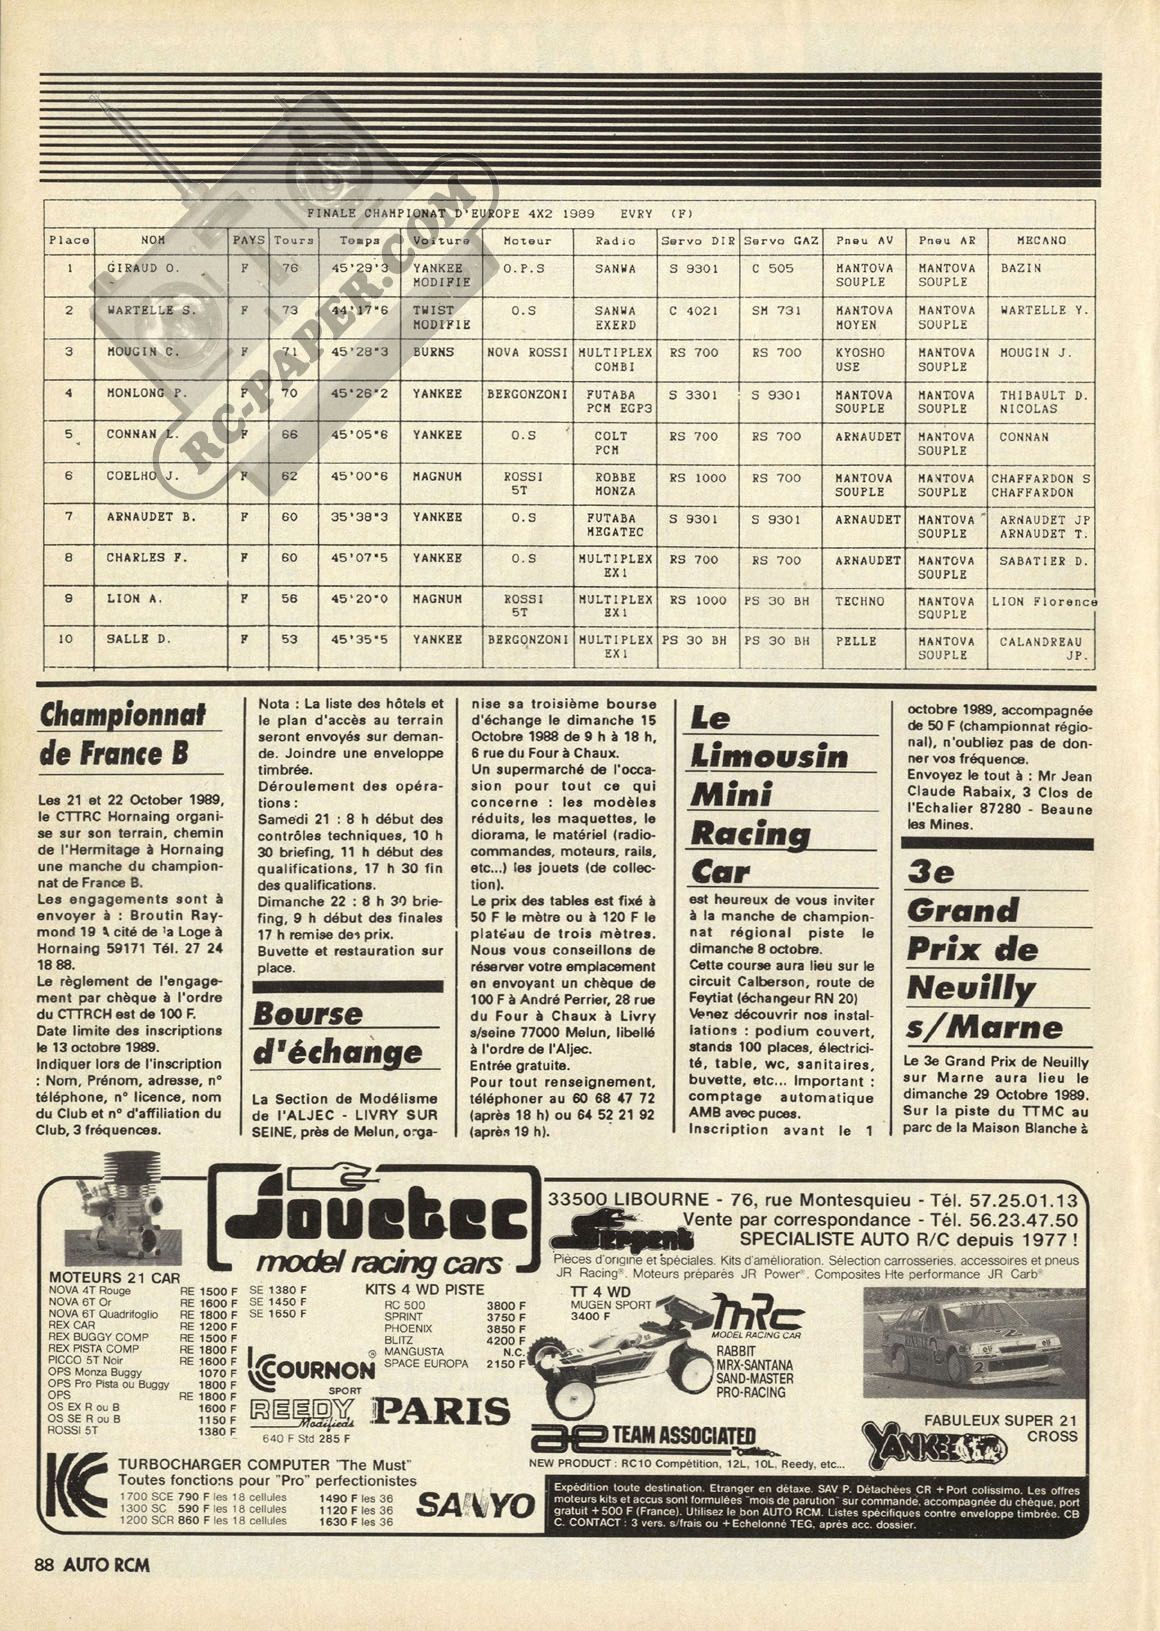 FINALE CHAMPIONAT D'EUROPE 4X2 1989 EVRY (F)
Place NOM PAYS Tours Temps Voiture Moteur Radio Servo DIR Servo GAZ Pneu AV Pneu AR MECANO
1 GIRAUD O. F 76 45'29"3 YANKEE O.P.S SANWA S 9301 C 505 MANTOVA MANTOVA BAZIN
MODIFIE SOUPLE SOUPLE
2 WARTELLE S. F 73 44'17"6 TWIST O.S SANWA C 4021 SM 731 MANTOVA MANTOVA WARTELLE Y.
MODIFIE EXERD MOYEN SOUPLE
3 MOUGIN C. F 71 45'28"3 BURNS NOVA ROSSI MULTIPLEX RS 700 RS 700 KYOSHO MANTOVA MOUGIN J.
COMBI USE SOUPLE
4 MONLONG P. F 70 45'26"2 YANKEE BERGONZONI FUTABA S 3301 S 9301 MANTOVA MANTOVA THIBAULT D.
PCM EGP3 SOUPLE SOUPLE NICOLAS
5 CONNAN L. F 66 45'05"6 YANKEE O.S COLT RS 700 RS 700 ARNAUDET MANTOVA CONNAN
PCM SOUPLE
6 COELHO J. F 62 45'00"6 MAGNUM ROSSI ROBBE RS 1000 RS 700 MANTOVA MANTOVA CHAFFARDON S
5T MONZA SOUPLE SOUPLE CHAFFARDON
7 ARNAUDET B. F 60 35'38"3 YANKEE O.S FUTABA S 9301 S 9301 ARNAUDET MANTOVA ARNAUDET JP
MEGATEC SOUPLE ARNAUDET T.
8 CHARLES F. F 60 45'07"5 YANKEE O.S MULTIPLEX RS 700 RS 700 ARNAUDET MANTOVA SABATIER D.
EX1 SOUPLE
9 LION A. F 56 45'20"0 MAGNUM ROSSI MULTIPLEX RS 1000 PS 30 BH TECHNO MANTOVA LION Florence
5T EX1 SOUPLE
10 SALLE D. F 53 45'35"5 YANKEE BERGONZONI MULTIPLEX PS 30 BH PS 30 BH PELLE MANTOVA CALANDREAU
EX1 SOUPLE JP.
RC-PAPER.COM
Championnat
de France B
Les 21 et 22 October 1989,
le CTTRC Hornaing organi-
se sur son terrain, chemin
de l'Hermitage à Hornaing
une manche du champion-
nat de France B.
Les engagements sont à
envoyer à : Broutin Ray-
mond 19 A cité de la Loge à
Hornaing 59171 Tél. 27 24
18 88.
Le règlement de l'engage-
ment par chèque à l'ordre
du CTTRCH est de 100 F.
Date limite des inscriptions
le 13 octobre 1989.
Indiquer lors de l'inscription
: Nom, Prénom, adresse, n°
téléphone, n° licence, nom
du Club et n° d'affiliation du
Club, 3 fréquences.
Nota : La liste des hôtels et
le plan d'accès au terrain
seront envoyés sur deman-
de. Joindre une enveloppe
timbrée.
Déroulement des opéra-
tions :
Samedi 21 : 8 h début des
contrôles techniques, 10 h
30 briefing, 11 h début des
qualifications, 17 h 30 fin
des qualifications.
Dimanche 22 : 8 h 30 brie-
fing, 9 h début des finales
17 h remise des prix.
Buvette et restauration sur
place.
Bourse
d'échange
La Section de Modélisme
de l'ALJEC - LIVRY SUR
SEINE, près de Melun, orga-
nise sa troisième bourse
d'échange le dimanche 15
Octobre 1988 de 9 h à 18 h,
6 rue du Four à Chaux.
Un supermarché de l'occa-
sion pour tout ce qui
concerne : les modèles
réduits, les maquettes, le
diorama, le matériel (radio-
commandes, moteurs, rails,
etc...) les jouets (de collec-
tion).
Le prix des tables est fixé à
50 F le mètre ou à 120 F le
plateau de trois mètres.
Nous vous conseillons de
réserver votre emplacement
en envoyant un chèque de
100 F à André Perrier, 28 rue
du Four à Chaux à Livry
s/seine 77000 Melun, libellé
à l'ordre de l'Aljec.
Entrée gratuite.
Pour tout renseignement,
téléphoner au 60 68 47 72
(après 18 h) ou 64 52 21 92
(après 19 h).
Le
Limousin
Mini
Racing
Car
est heureux de vous inviter
à la manche de champion-
nat régional piste le
dimanche 8 octobre.
Cette course aura lieu sur le
circuit Calberson, route de
Feytiat (échangeur RN 20)
Venez découvrir nos instal-
lations : podium couvert,
stands 100 places, électrici-
té, table, wc, sanitaires,
buvette, etc... Important :
comptage automatique
AMB avec puces.
Inscription avant le 1
octobre 1989, accompagnée
de 50 F (championnat régio-
nal), n'oubliez pas de don-
ner vos fréquence.
Envoyez le tout à : Mr Jean
Claude Rabaix, 3 Clos de
l'Echalier 87280 - Beaune
les Mines.
3e
Grand
Prix de
Neuilly
s/Marne
Le 3e Grand Prix de Neuilly
sur Marne aura lieu le
dimanche 29 Octobre 1989.
Sur la piste du TTMC au
parc de la Maison Blanche à
jouetec
model racing cars
33500 LIBOURNE - 76, rue Montesquieu - Tél. 57.25.01.13
Vente par correspondance - Tél. 56.23.47.50
SPECIALISTE AUTO R/C depuis 1977 !
Serpent
Pièces d'origine et spéciales. Kits d'amélioration. Sélection carrosseries, accessoires et pneus
JR Racing®. Moteurs préparés JR Power®. Composites Hte performance JR Carb®
MOTEURS 21 CAR
NOVA 4T Rouge RE 1500 F SE 1380 F
NOVA 6T Or RE 1600 F SE 1450 F
NOVA 6T Quadrifoglio RE 1800 F SE 1650 F
REX CAR RE 1200 F
REX BUGGY COMP RE 1500 F
REX PISTA COMP RE 1800 F
PICCO 5T Noir RE 1600 F
OPS Monza Buggy 1070 F
OPS Pro Pista ou Buggy 1800 F
OPS RE 1800 F
OS EX R ou B 1600 F
OS SE R ou B 1150 F
ROSSI 5T 1380 F
KITS 4 WD PISTE
RC 500 3800 F
SPRINT 3750 F
PHOENIX 3850 F
BLITZ 4200 F
MANGUSTA N.C.
SPACE EUROPA 2150 F
COURNON®
SPORT
REEDY
Modifieds
640 F Std 285 F
PARIS
TT 4 WD
MUGEN SPORT
3400 F
MRC
MODEL RACING CAR
RABBIT
MRX-SANTANA
SAND-MASTER
PRO-RACING
TEAM ASSOCIATED
NEW PRODUCT : RC10 Compétition, 12L, 10L, Reedy, etc...
YANKEE
FABULEUX SUPER 21
CROSS
KC
TURBOCHARGER COMPUTER "The Must"
Toutes fonctions pour "Pro" perfectionistes
1700 SCE 790 F les 18 cellules 1490 F les 36
1300 SC 590 F les 18 cellules 1120 F les 36
1200 SCR 860 F les 18 cellules 1630 F les 36
SANYO
Expédition toute destination. Etranger en détaxe. SAV P. Détachées CR + Port colissimo. Les offres
moteurs kits et accus sont formulées "mois de parution" sur commande, accompagnée du chèque, port
gratuit + 500 F (France). Utilisez le bon AUTO RCM. Listes spécifiques contre enveloppe timbrée. CB
C. CONTACT : 3 vers. s/frais ou + Echelonné TEG, après acc. dossier.
88 AUTO RCM